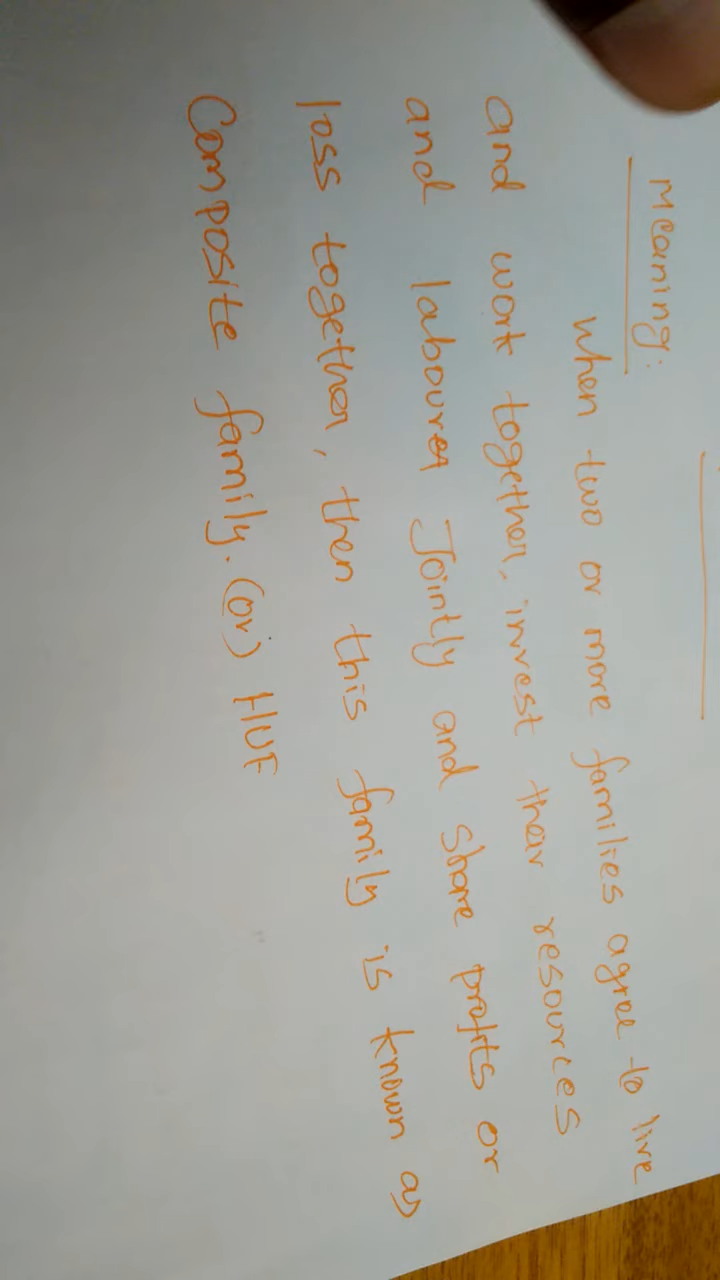 Meaning:
When two or more families agree to live
and work together, invest their resources
and labourer Jointly and share profits or
loss together, then this family is known as
Composite family. (or) HUF